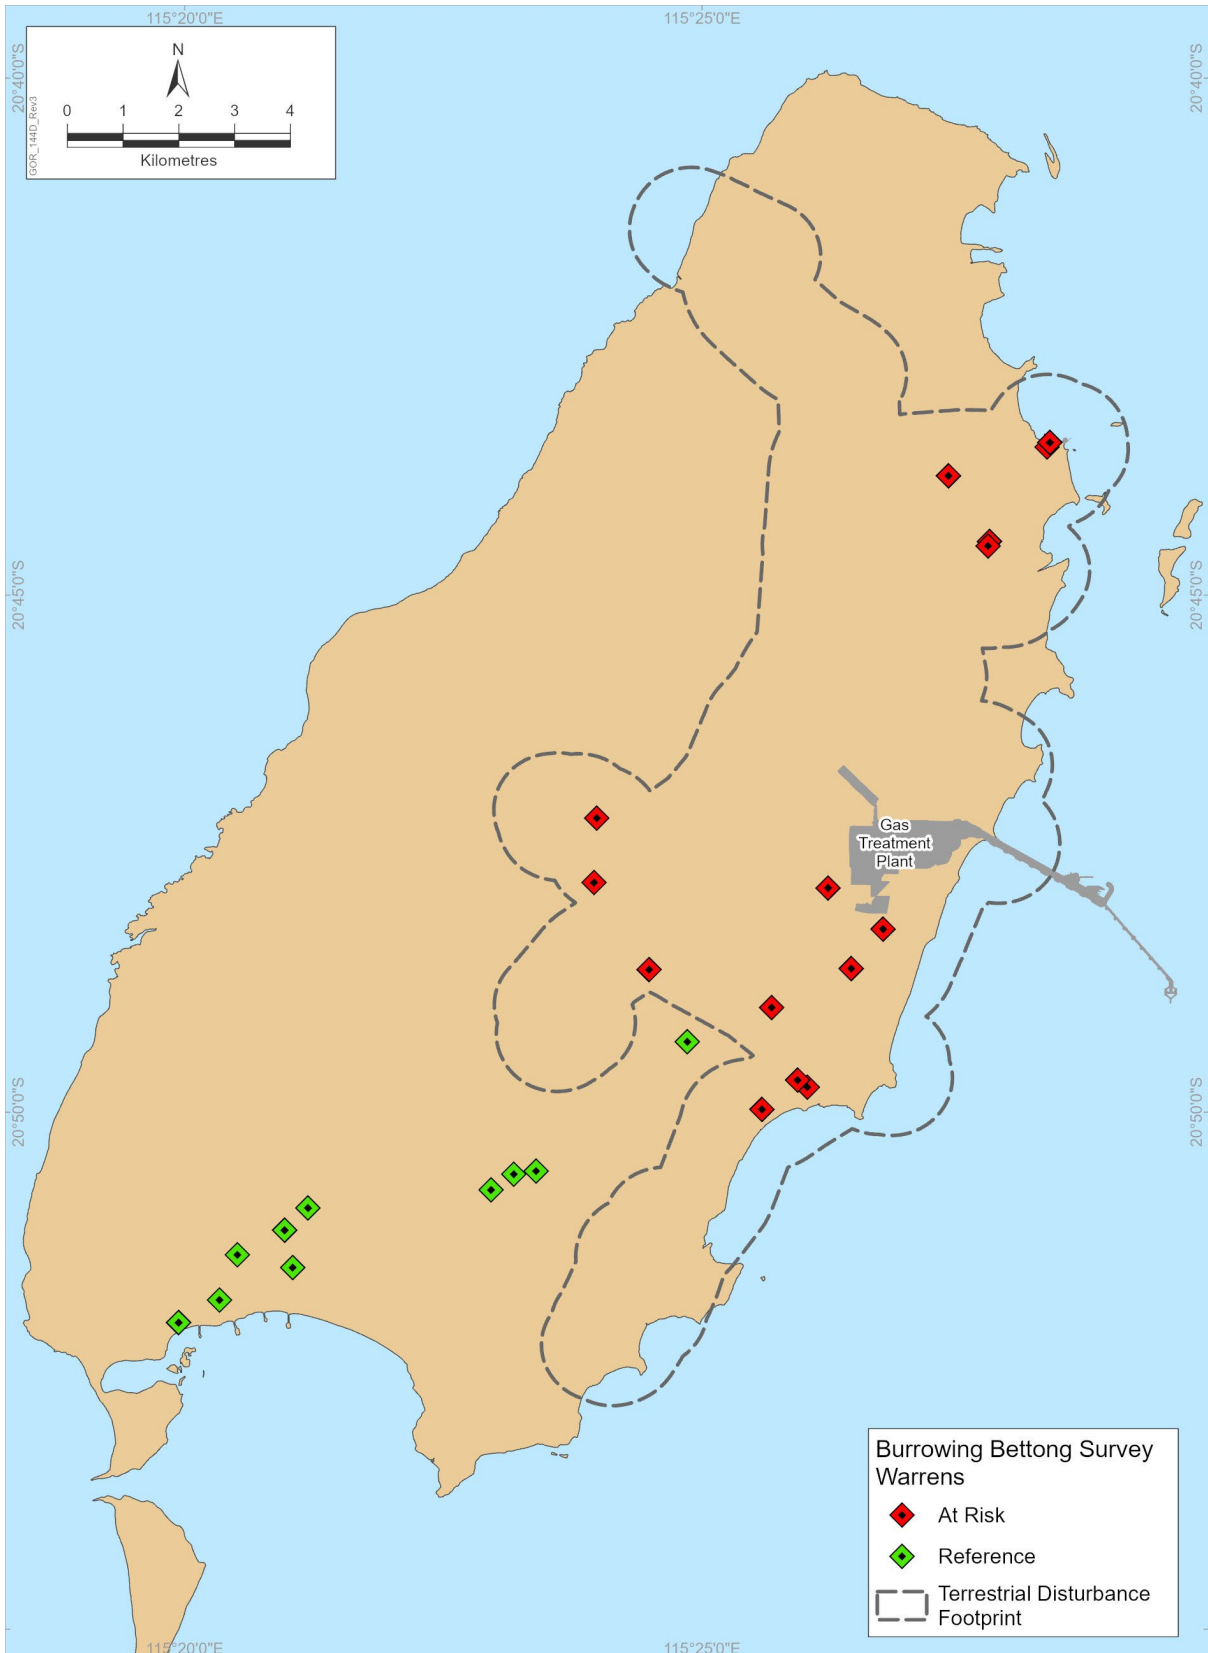 115°20'0"E
115°25'0"E
20°40'0"S
20°40'0"S
N
0 1 2 3 4
Kilometres
GOR_144D_Rev3
20°45'0"S
20°45'0"S
Gas
Treatment
Plant
20°50'0"S
20°50'0"S
Burrowing Bettong Survey
Warrens
At Risk
Reference
Terrestrial Disturbance
Footprint
115°20'0"E
115°25'0"E